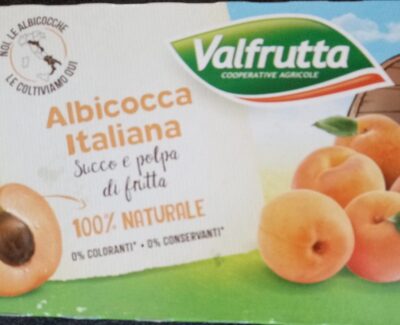 NOI, LE ALBICOCCHE
LE COLTIVIAMO QUI
Valfrutta
COOPERATIVE AGRICOLE
Albicocca
Italiana
Succo e polpa
di frutta
100% NATURALE
0% COLORANTI* • 0% CONSERVANTI*